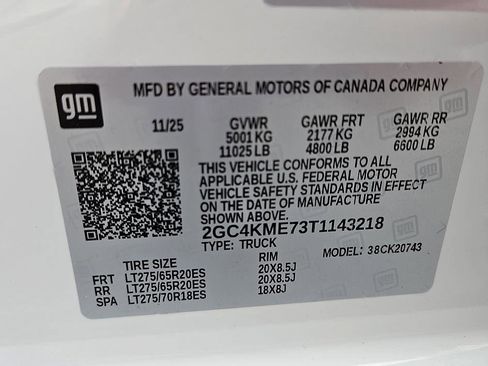 gm
MFD BY GENERAL MOTORS OF CANADA COMPANY
11/25 GVWR GAWR FRT GAWR RR
5001 KG 2177 KG 2994 KG
11025 LB 4800 LB 6600 LB
THIS VEHICLE CONFORMS TO ALL
APPLICABLE U.S. FEDERAL MOTOR
VEHICLE SAFETY STANDARDS IN EFFECT
ON THE DATE OF MANUFACTURE
SHOWN ABOVE.
2GC4KME73T1143218
TYPE: TRUCK MODEL: 38CK20743
TIRE SIZE RIM
FRT LT275/65R20ES 20X8.5J
RR LT275/65R20ES 20X8.5J
SPA LT275/70R18ES 18X8J